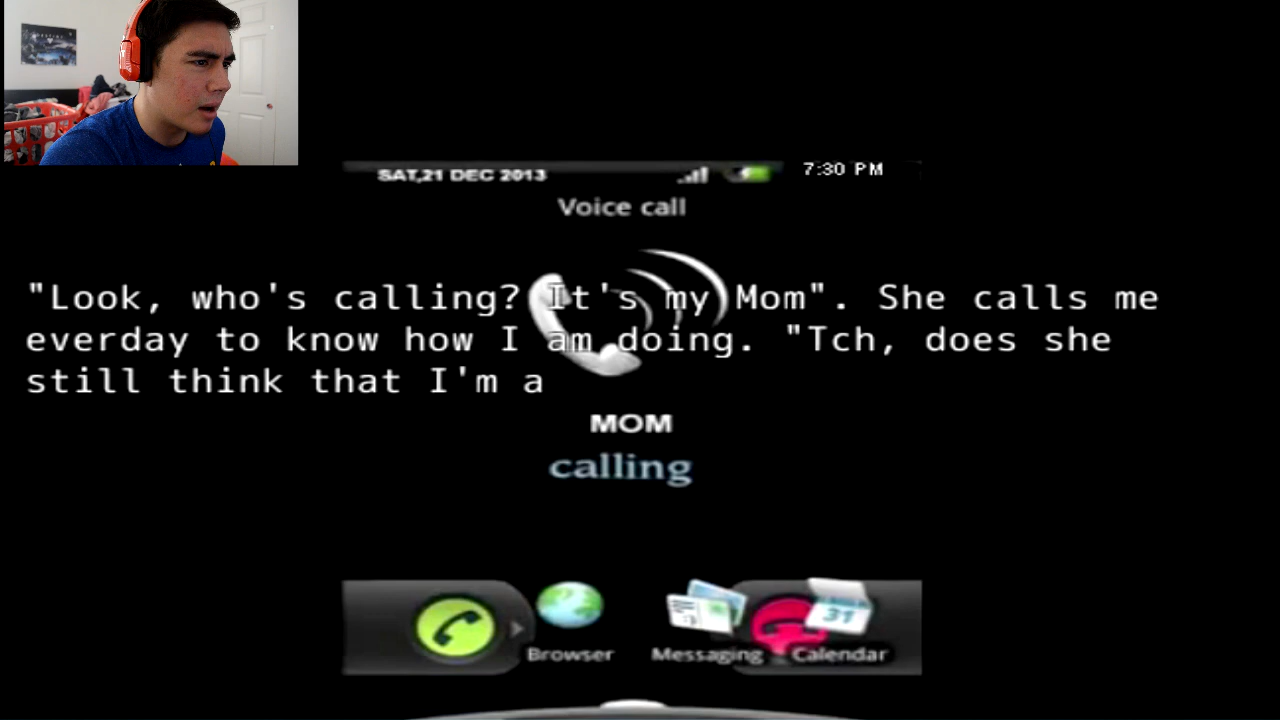 SAT,21 DEC 2013 7:30 PM
Voice call
"Look, who's calling? It's my Mom". She calls me
everday to know how I am doing. "Tch, does she
still think that I'm a
MOM
calling
31
Browser Messaging Calendar